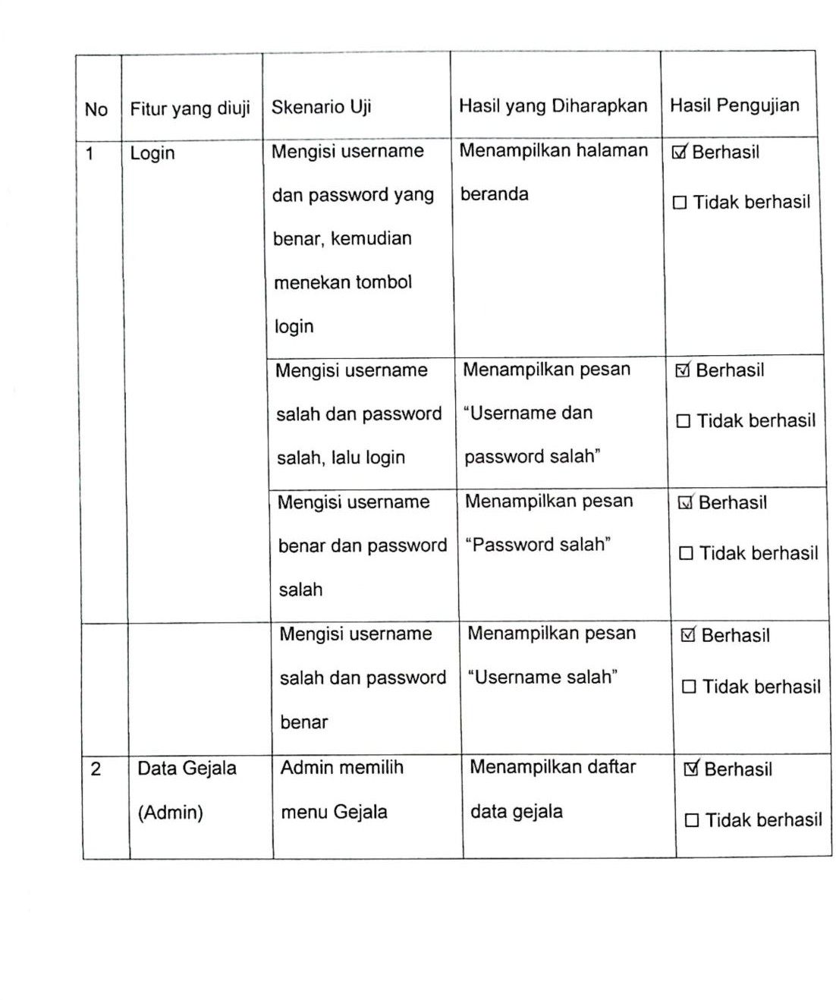 No Fitur yang diuji Skenario Uji Hasil yang Diharapkan Hasil Pengujian
1 Login Mengisi username Menampilkan halaman ☑ Berhasil
dan password yang beranda ☐ Tidak berhasil
benar, kemudian
menekan tombol
login
Mengisi username Menampilkan pesan ☑ Berhasil
salah dan password “Username dan ☐ Tidak berhasil
salah, lalu login password salah”
Mengisi username Menampilkan pesan ☑ Berhasil
benar dan password “Password salah” ☐ Tidak berhasil
salah
Mengisi username Menampilkan pesan ☑ Berhasil
salah dan password “Username salah” ☐ Tidak berhasil
benar
2 Data Gejala Admin memilih Menampilkan daftar ☑ Berhasil
(Admin) menu Gejala data gejala ☐ Tidak berhasil